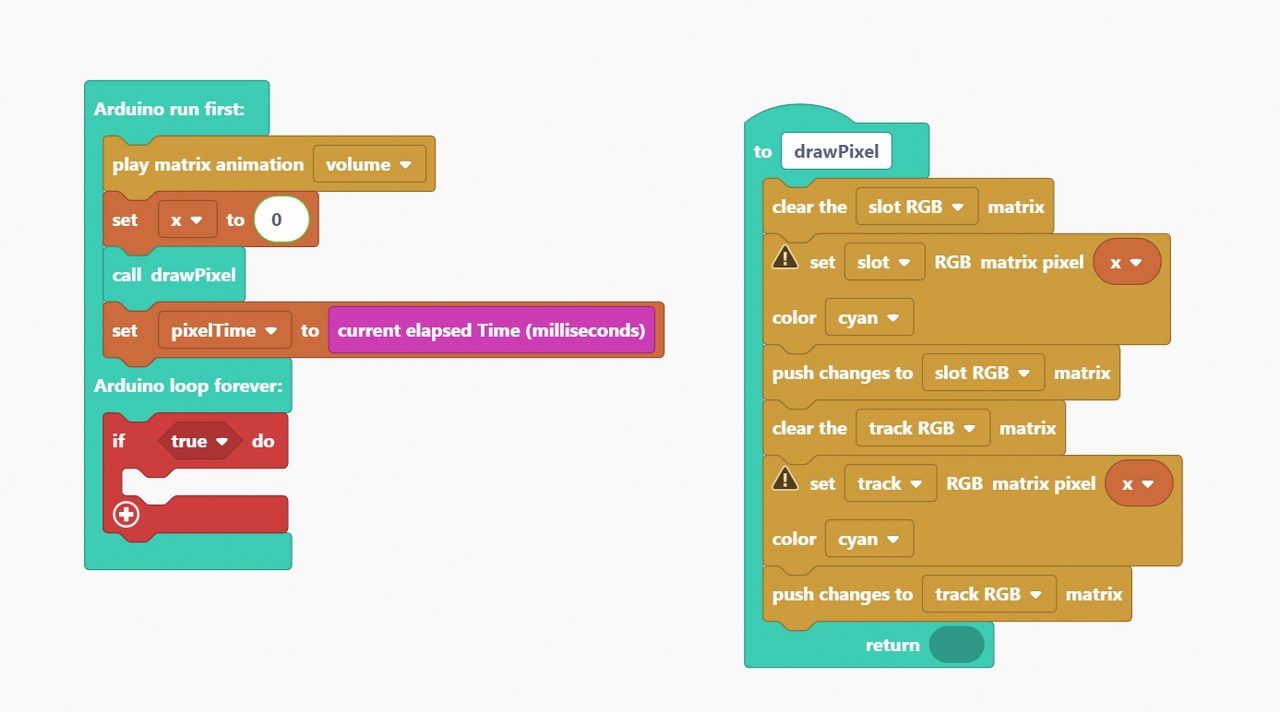 Arduino run first:
play matrix animation volume
set x to 0
call drawPixel
set pixelTime to current elapsed Time (milliseconds)
Arduino loop forever:
if true do
to drawPixel
clear the slot RGB matrix
set slot RGB matrix pixel x
color cyan
push changes to slot RGB matrix
clear the track RGB matrix
set track RGB matrix pixel x
color cyan
push changes to track RGB matrix
return